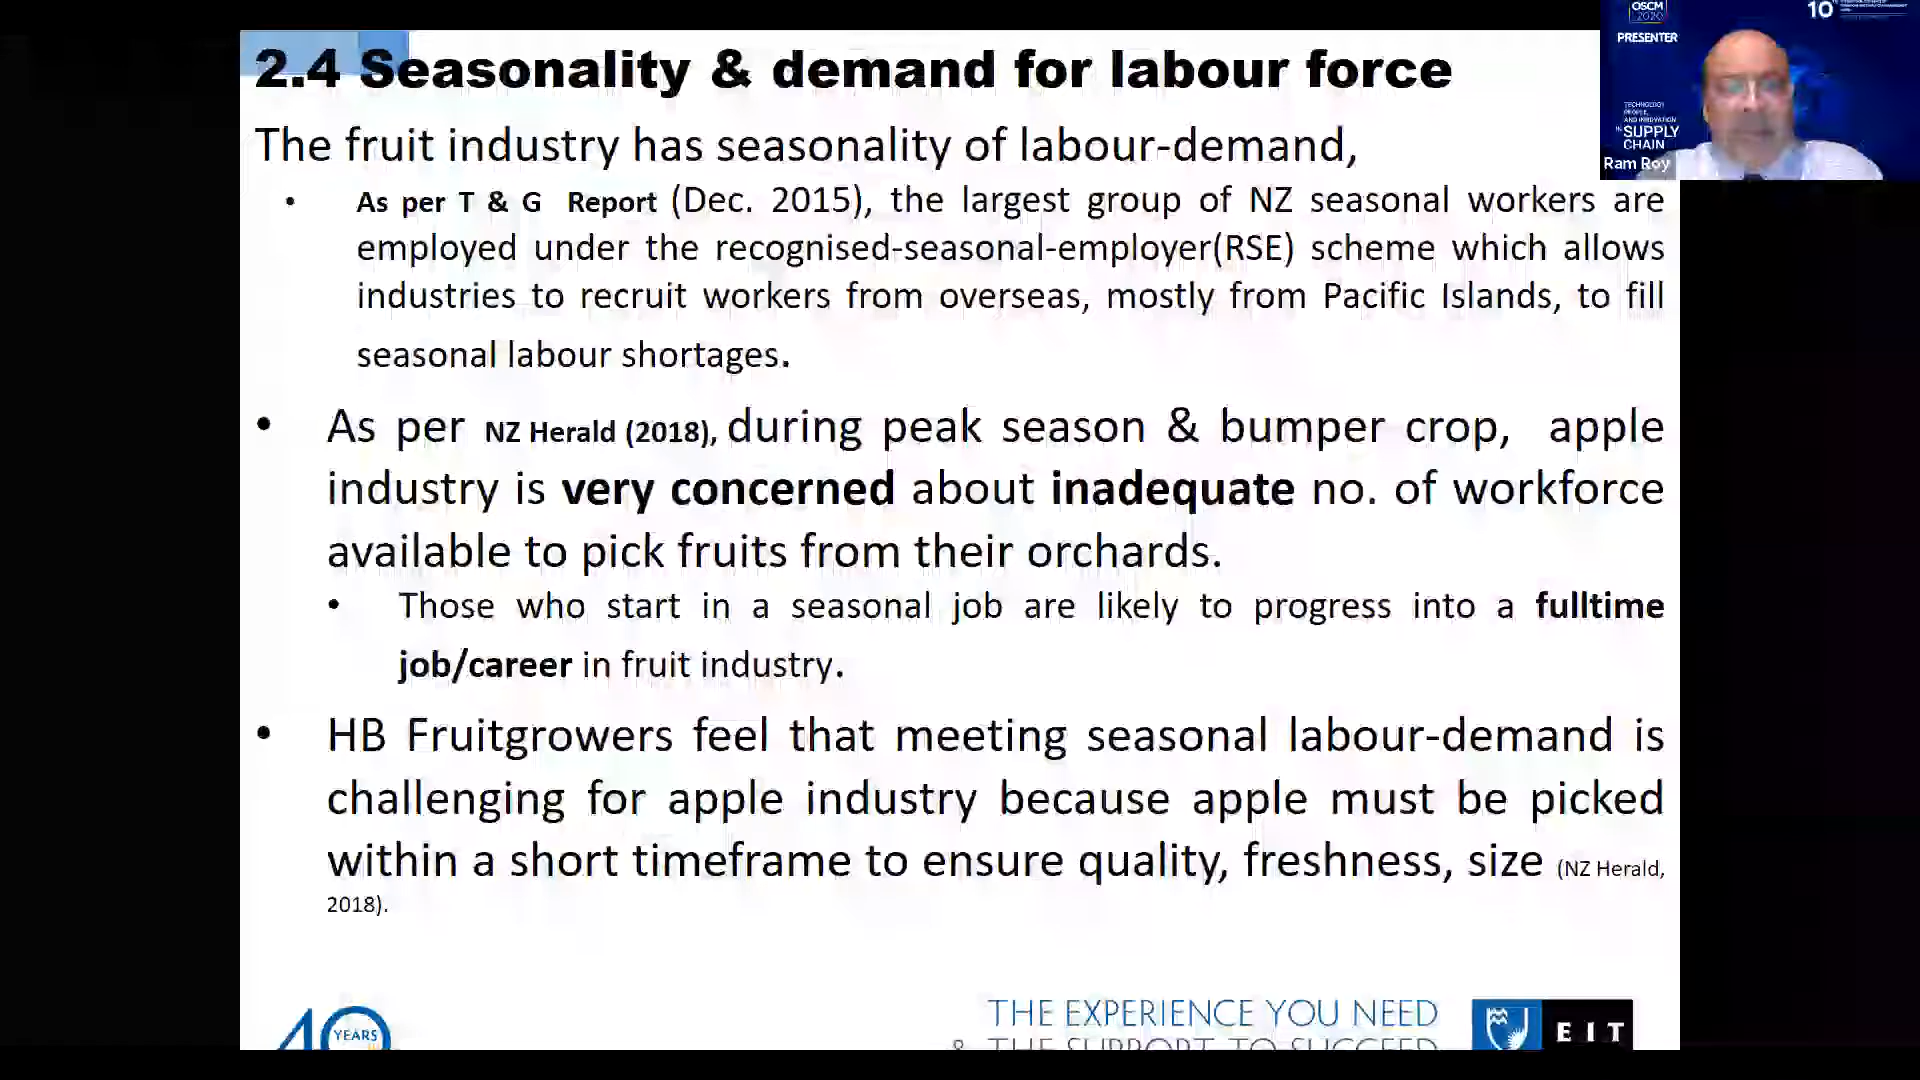 2.4 Seasonality & demand for labour force
The fruit industry has seasonality of labour-demand,
• As per T & G Report (Dec. 2015), the largest group of NZ seasonal workers are
employed under the recognised-seasonal-employer(RSE) scheme which allows
industries to recruit workers from overseas, mostly from Pacific Islands, to fill
seasonal labour shortages.
• As per NZ Herald (2018), during peak season & bumper crop, apple
industry is very concerned about inadequate no. of workforce
available to pick fruits from their orchards.
• Those who start in a seasonal job are likely to progress into a fulltime
job/career in fruit industry.
• HB Fruitgrowers feel that meeting seasonal labour-demand is
challenging for apple industry because apple must be picked
within a short timeframe to ensure quality, freshness, size (NZ Herald,
2018).
40 YEARS
THE EXPERIENCE YOU NEED
& THE SUPPORT TO SUCCEED
EIT
OSCM
2020
PRESENTER
10
TECHNOLOGY
PEOPLE,
AND INNOVATION
IN SUPPLY
CHAIN
Ram Roy